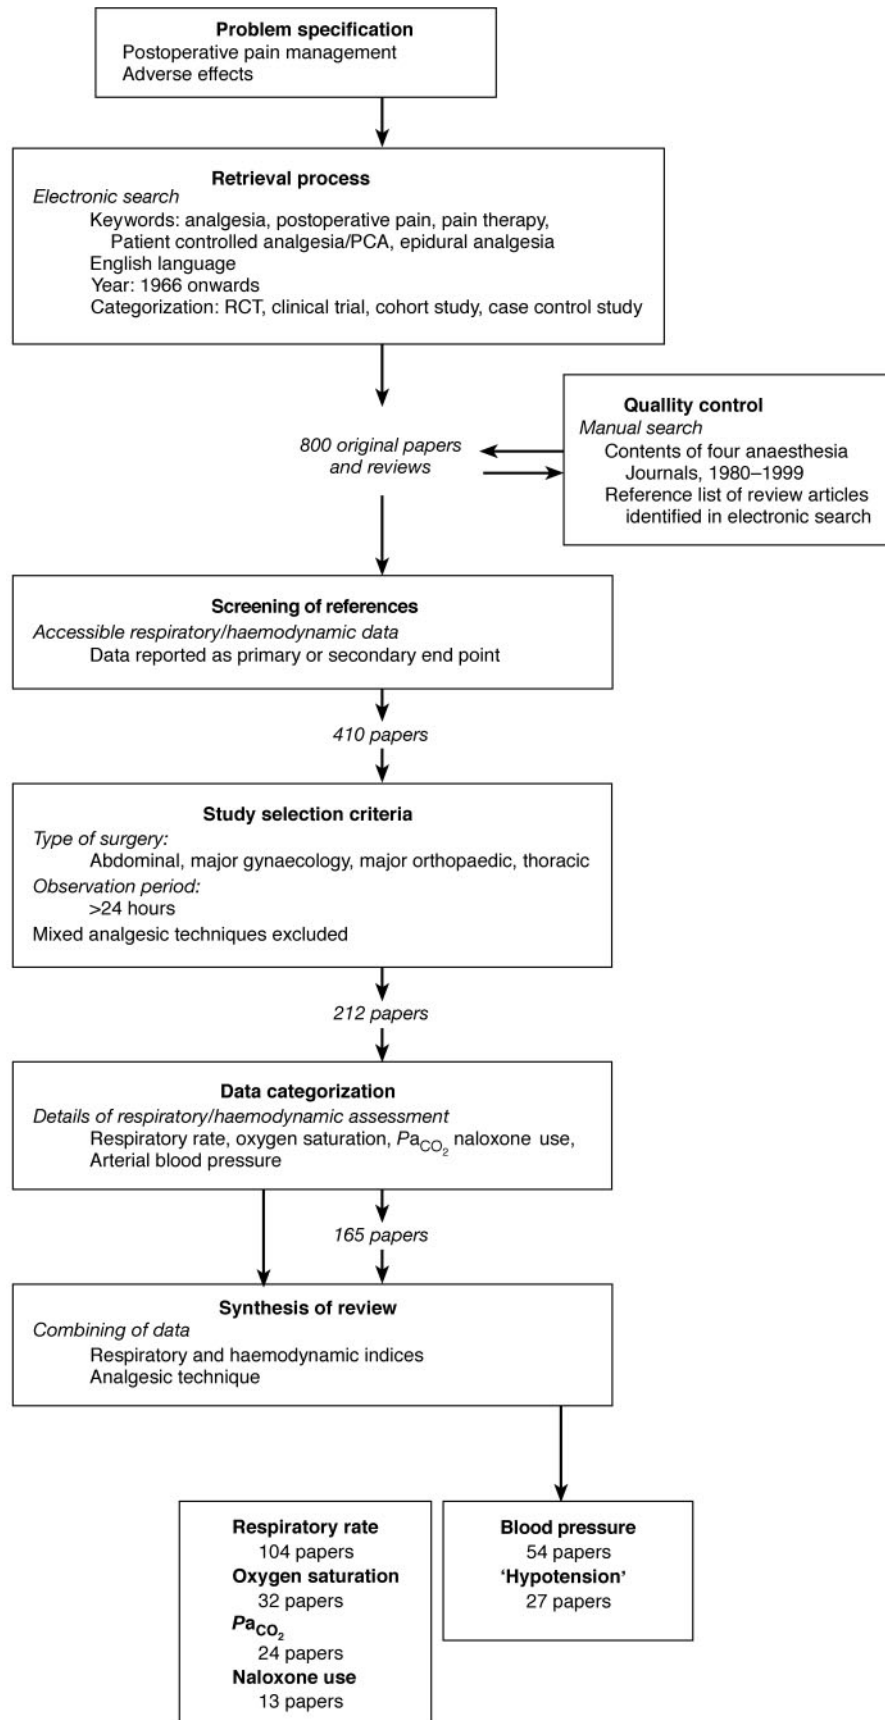 Problem specification
Postoperative pain management
Adverse effects
Retrieval process
Electronic search
Keywords: analgesia, postoperative pain, pain therapy,
Patient controlled analgesia/PCA, epidural analgesia
English language
Year: 1966 onwards
Categorization: RCT, clinical trial, cohort study, case control study
800 original papers
and reviews
Quallity control
Manual search
Contents of four anaesthesia
Journals, 1980–1999
Reference list of review articles
identified in electronic search
Screening of references
Accessible respiratory/haemodynamic data
Data reported as primary or secondary end point
410 papers
Study selection criteria
Type of surgery:
Abdominal, major gynaecology, major orthopaedic, thoracic
Observation period:
>24 hours
Mixed analgesic techniques excluded
212 papers
Data categorization
Details of respiratory/haemodynamic assessment
Respiratory rate, oxygen saturation, PaCO2 naloxone use,
Arterial blood pressure
165 papers
Synthesis of review
Combining of data
Respiratory and haemodynamic indices
Analgesic technique
Respiratory rate
104 papers
Oxygen saturation
32 papers
PaCO2
24 papers
Naloxone use
13 papers
Blood pressure
54 papers
‘Hypotension’
27 papers